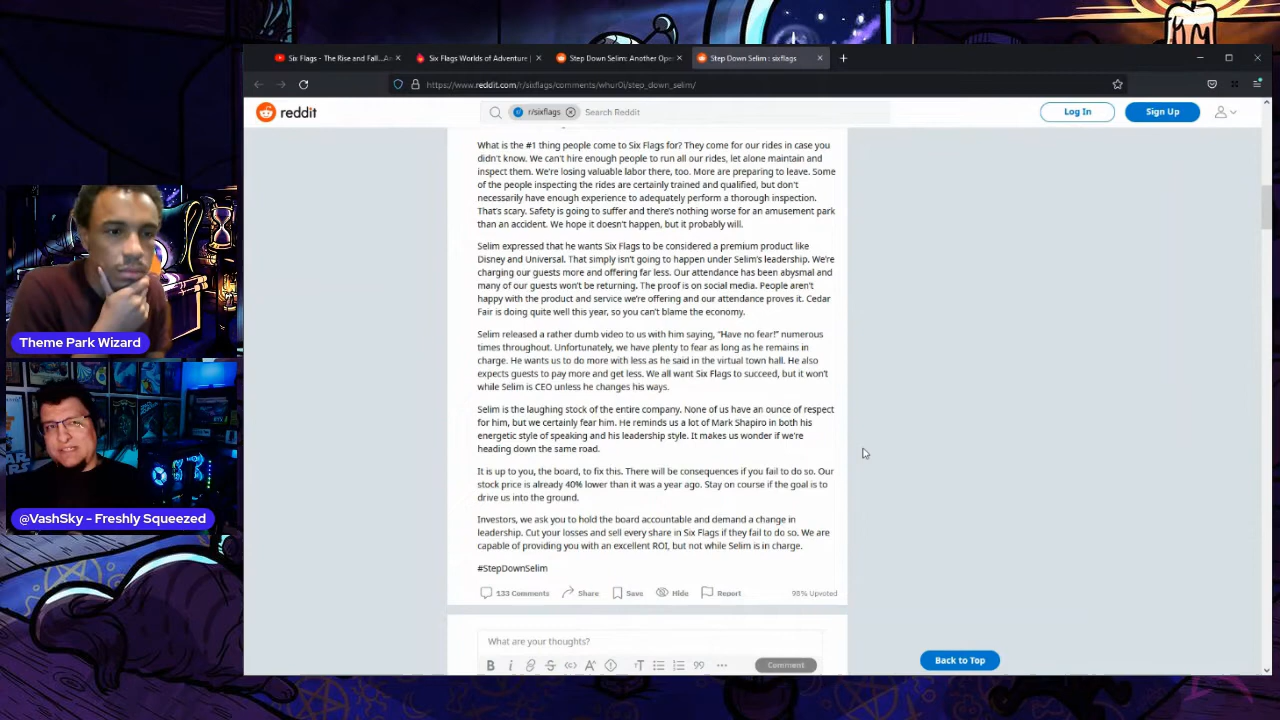 Six Flags - The Rise and Fall...
Six Flags Worlds of Adventure |
Step Down Selim: Another Ope
Step Down Selim : sixflags
https://www.reddit.com/r/sixflags/comments/whur0i/step_down_selim/
reddit
r/sixflags
Search Reddit
Log In
Sign Up
What is the #1 thing people come to Six Flags for? They come for our rides in case you
didn't know. We can't hire enough people to run all our rides, let alone maintain and
inspect them. We're losing valuable labor there, too. More are preparing to leave. Some
of the people inspecting the rides are certainly trained and qualified, but don't
necessarily have enough experience to adequately perform a thorough inspection.
That's scary. Safety is going to suffer and there's nothing worse for an amusement park
than an accident. We hope it doesn't happen, but it probably will.
Selim expressed that he wants Six Flags to be considered a premium product like
Disney and Universal. That simply isn't going to happen under Selim's leadership. We're
charging our guests more and offering far less. Our attendance has been abysmal and
many of our guests won't be returning. The proof is on social media. People aren't
happy with the product and service we're offering and our attendance proves it. Cedar
Fair is doing quite well this year, so you can't blame the economy.
Selim released a rather dumb video to us with him saying, "Have no fear!" numerous
times throughout. Unfortunately, we have plenty to fear as long as he remains in
charge. He wants us to do more with less as he said in the virtual town hall. He also
expects guests to pay more and get less. We all want Six Flags to succeed, but it won't
while Selim is CEO unless he changes his ways.
Selim is the laughing stock of the entire company. None of us have an ounce of respect
for him, but we certainly fear him. He reminds us a lot of Mark Shapiro in both his
energetic style of speaking and his leadership style. It makes us wonder if we're
heading down the same road.
It is up to you, the board, to fix this. There will be consequences if you fail to do so. Our
stock price is already 40% lower than it was a year ago. Stay on course if the goal is to
drive us into the ground.
Investors, we ask you to hold the board accountable and demand a change in
leadership. Cut your losses and sell every share in Six Flags if they fail to do so. We are
capable of providing you with an excellent ROI, but not while Selim is in charge.
#StepDownSelim
133 Comments
Share
Save
Hide
Report
98% Upvoted
What are your thoughts?
Comment
Back to Top
Theme Park Wizard
@VashSky - Freshly Squeezed